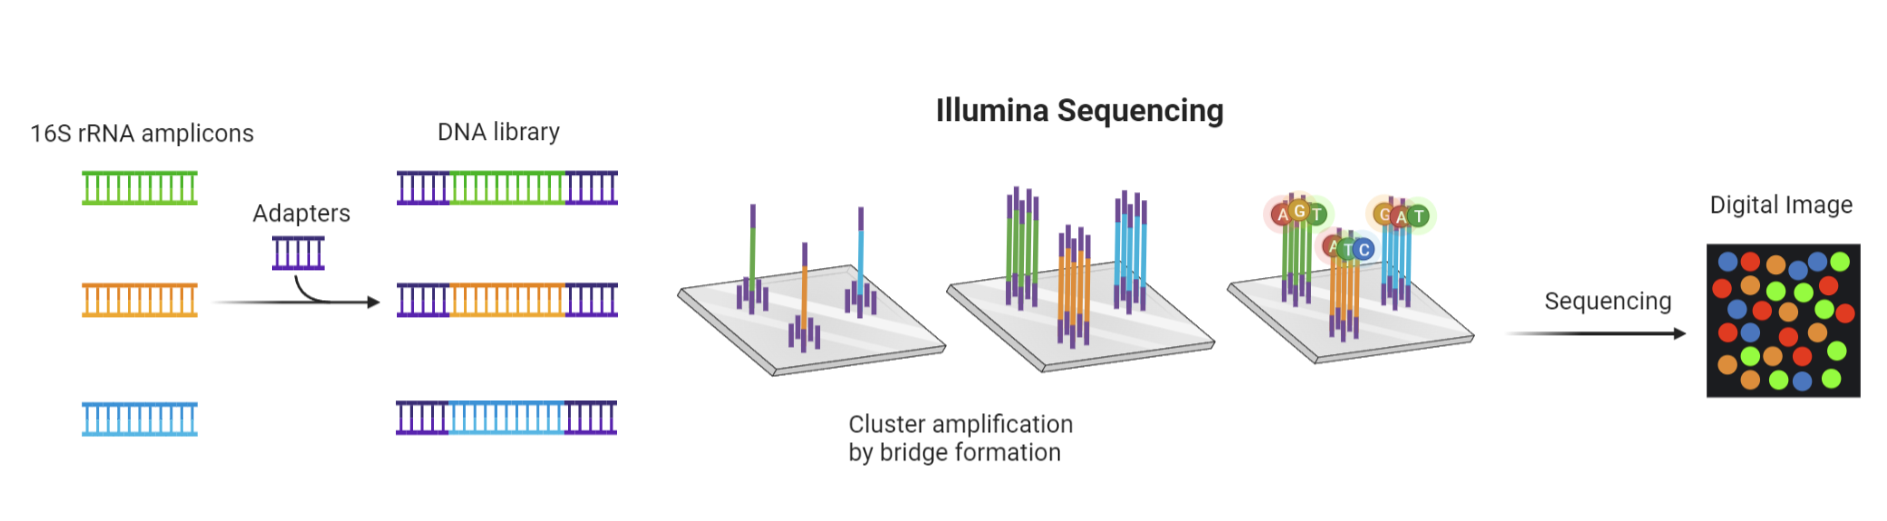 Illumina Sequencing
16S rRNA amplicons
DNA library
Adapters
A G T
G A T
A T C
Digital Image
Sequencing
Cluster amplification
by bridge formation